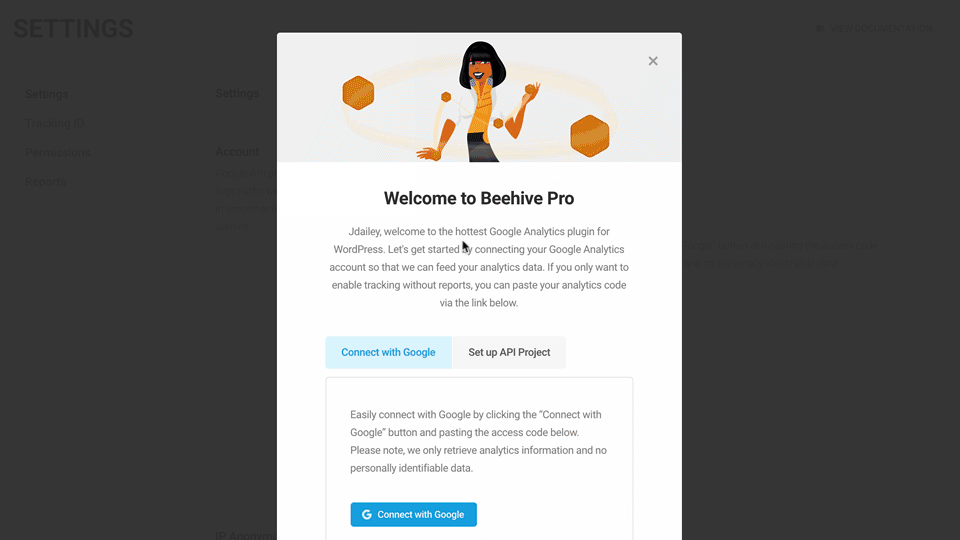 SETTINGS
VIEW DOCUMENTATION
Settings
Tracking ID
Permissions
Reports
Settings
Account
Welcome to Beehive Pro
Jdailey, welcome to the hottest Google Analytics plugin for
WordPress. Let's get started by connecting your Google Analytics
account so that we can feed your analytics data. If you only want to
enable tracking without reports, you can paste your analytics code
via the link below.
Connect with Google
Set up API Project
Easily connect with Google by clicking the “Connect with
Google” button and pasting the access code below.
Please note, we only retrieve analytics information and no
personally identifiable data.
Connect with Google